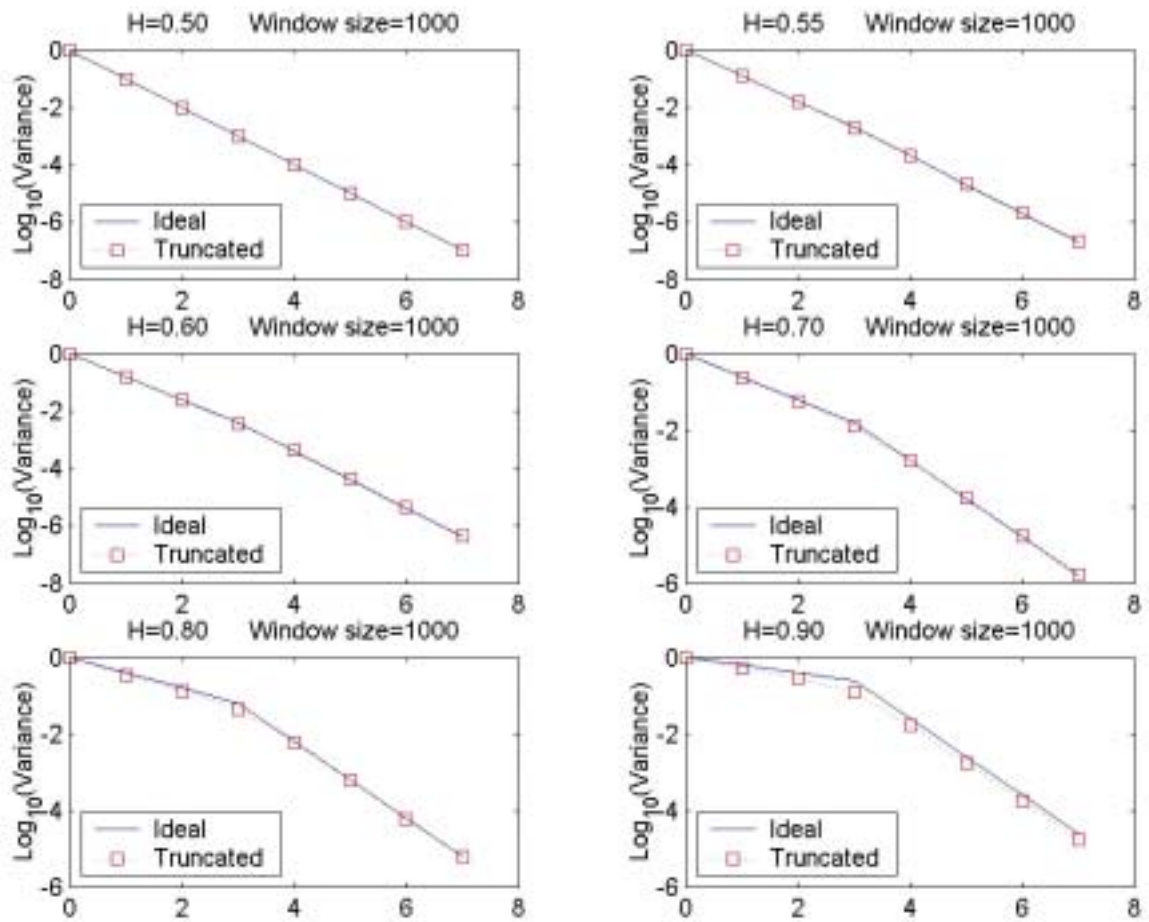 H=0.50 Window size=1000
0
-2
-4
-6
-8
Log10(Variance)
Ideal
Truncated
0 2 4 6 8
H=0.55 Window size=1000
0
-2
-4
-6
-8
Log10(Variance)
Ideal
Truncated
0 2 4 6 8
H=0.60 Window size=1000
0
-2
-4
-6
-8
Log10(Variance)
Ideal
Truncated
0 2 4 6 8
H=0.70 Window size=1000
0
-2
-4
-6
Log10(Variance)
Ideal
Truncated
0 2 4 6 8
H=0.80 Window size=1000
0
-2
-4
-6
Log10(Variance)
Ideal
Truncated
0 2 4 6 8
H=0.90 Window size=1000
0
-2
-4
-6
Log10(Variance)
Ideal
Truncated
0 2 4 6 8